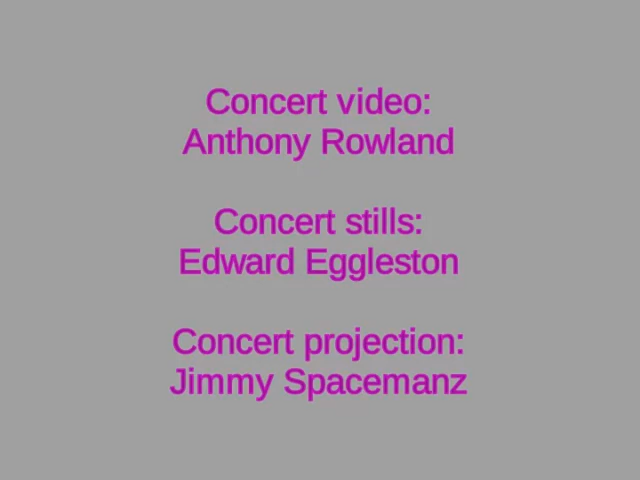 Concert video:
Anthony Rowland
Concert stills:
Edward Eggleston
Concert projection:
Jimmy Spacemanz